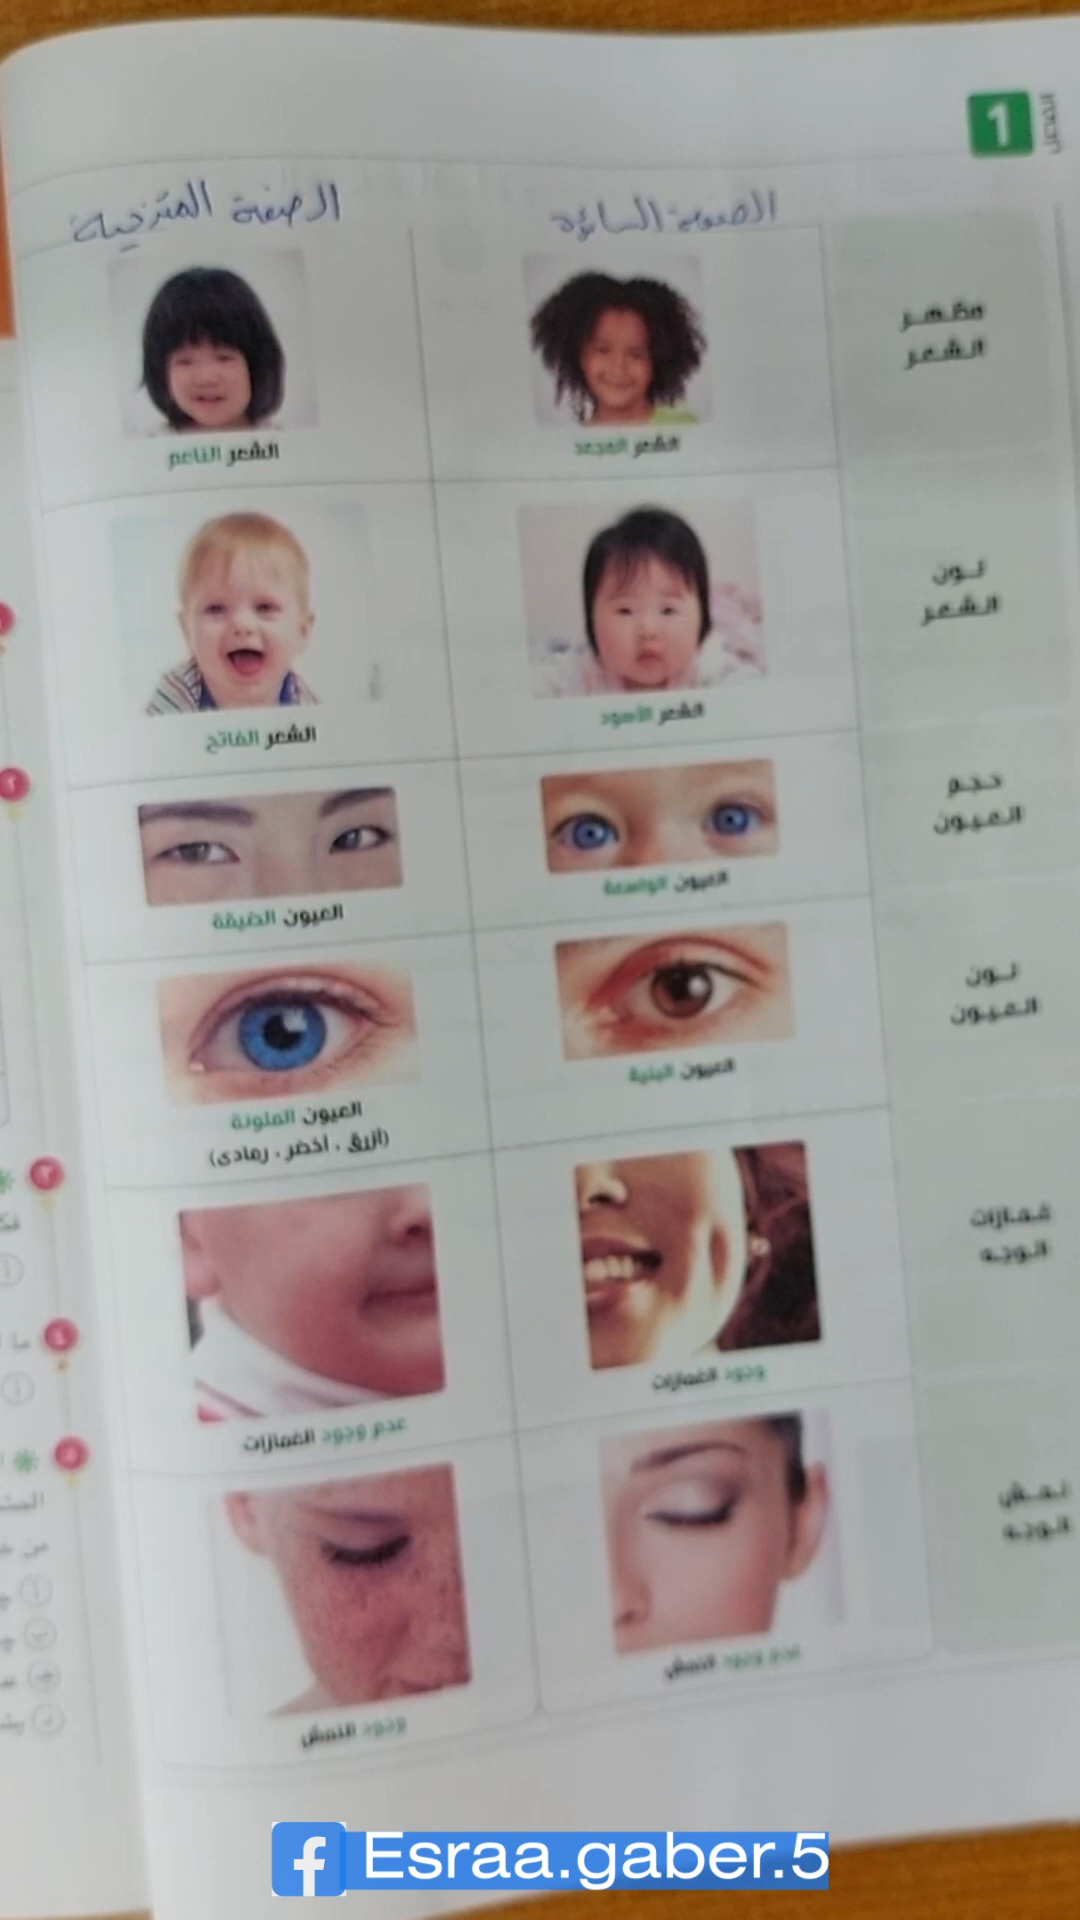 1
الفصل
الصفة السائدة
الصفة المتنحية
مظهر
الشعر
الشعر المجعد
الشعر الناعم
لون
الشعر
الشعر الأسود
الشعر الفاتح
حجم
العيون
العيون الواسعة
العيون الضيقة
لون
العيون
العيون البنية
العيون الملونة
(أزرق ، أخضر ، رمادى)
غمازات
الوجه
وجود الغمازات
عدم وجود الغمازات
نمش
الوجه
عدم وجود النمش
وجود النمش
Esraa.gaber.5